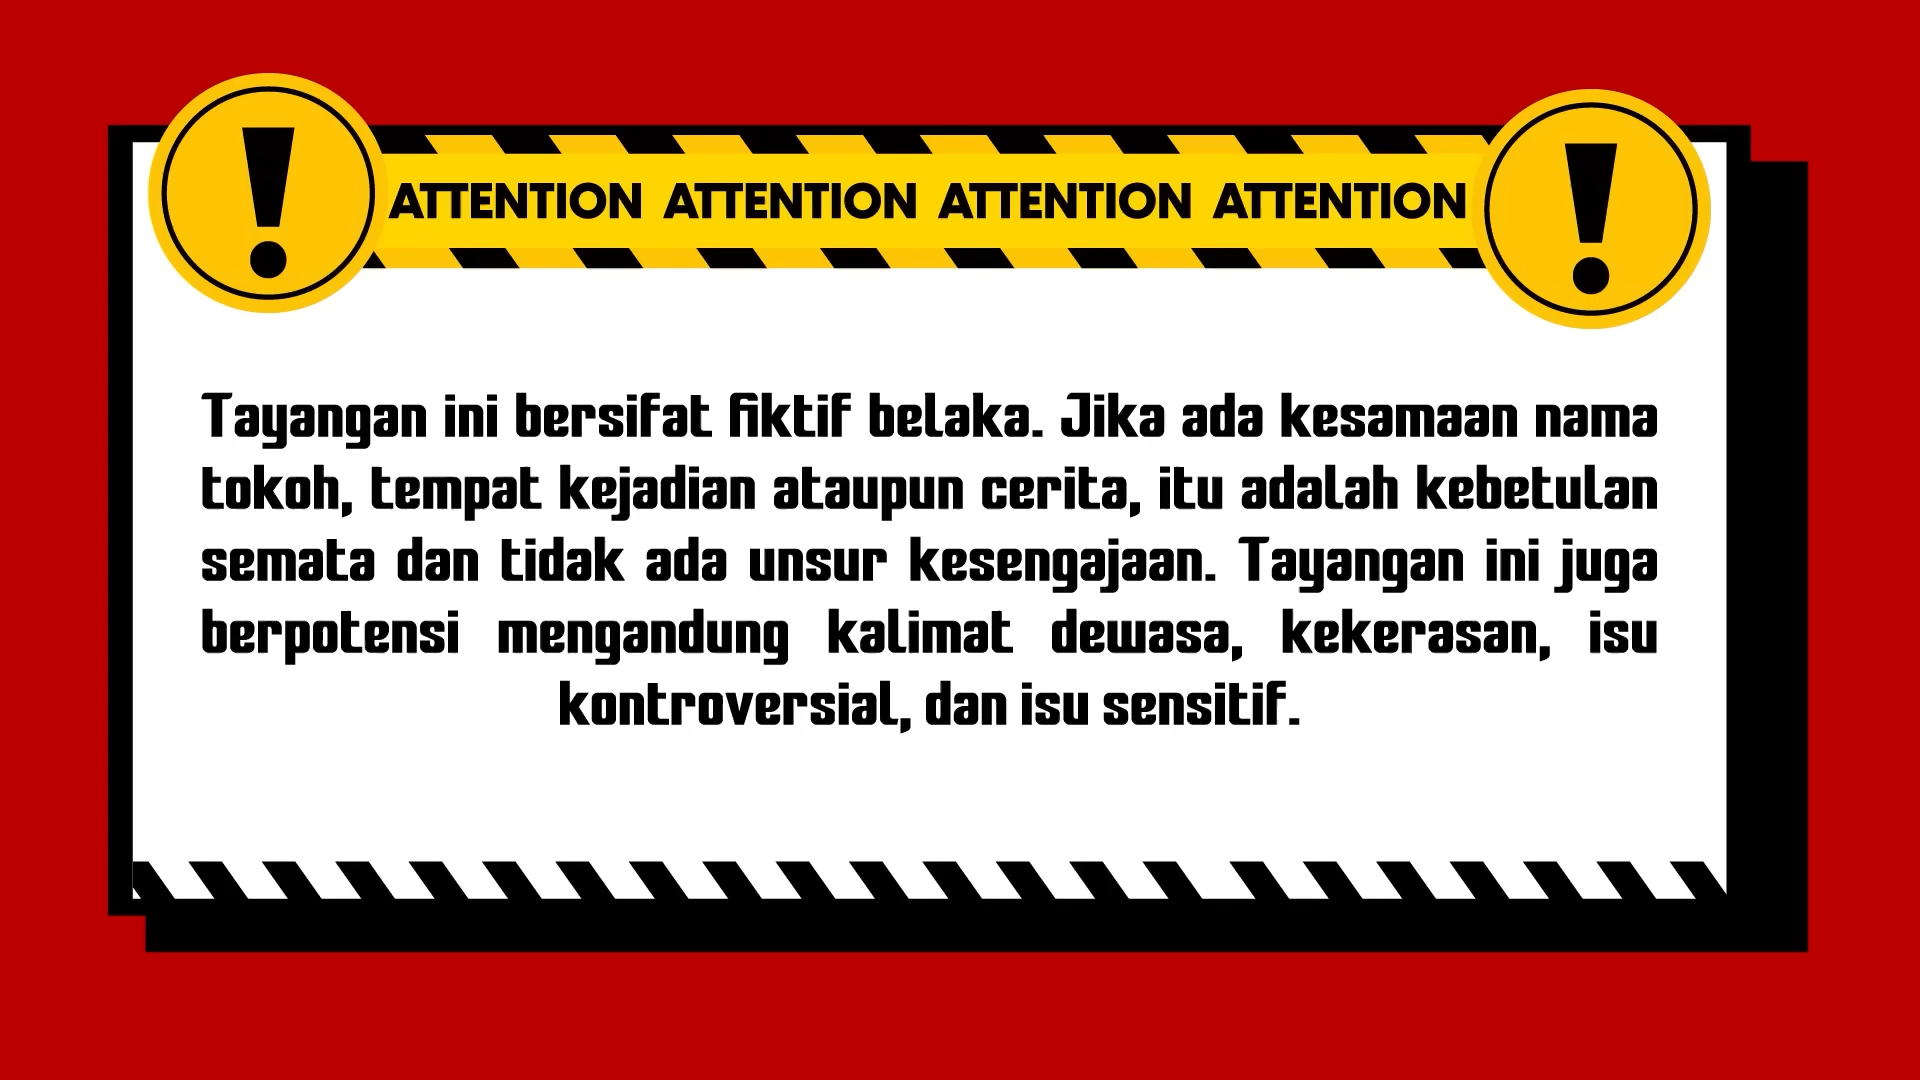 ATTENTION ATTENTION ATTENTION ATTENTION
Tayangan ini bersifat fiktif belaka. Jika ada kesamaan nama
tokoh, tempat kejadian ataupun cerita, itu adalah kebetulan
semata dan tidak ada unsur kesengajaan. Tayangan ini juga
berpotensi mengandung kalimat dewasa, kekerasan, isu
kontroversial, dan isu sensitif.